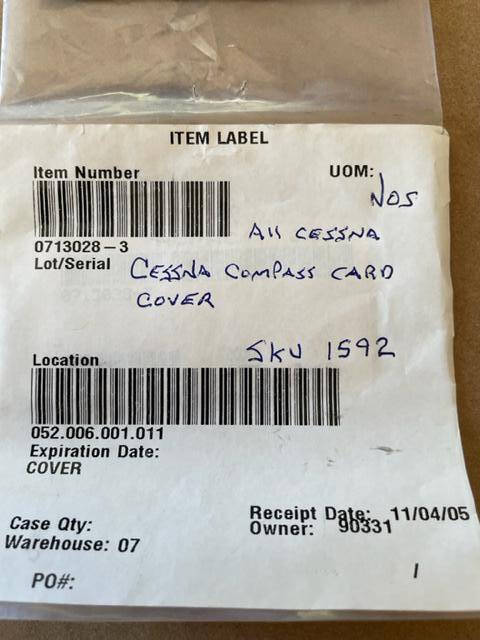 ITEM LABEL
Item Number
UOM:
NOS
0713028-3
All CESSNA
Lot/Serial
CESSNA COMPASS CARD
COVER
SKU 1592
Location
052.006.001.011
Expiration Date:
COVER
Receipt Date: 11/04/05
Case Qty:
Owner: 90331
Warehouse: 07
PO#:
1